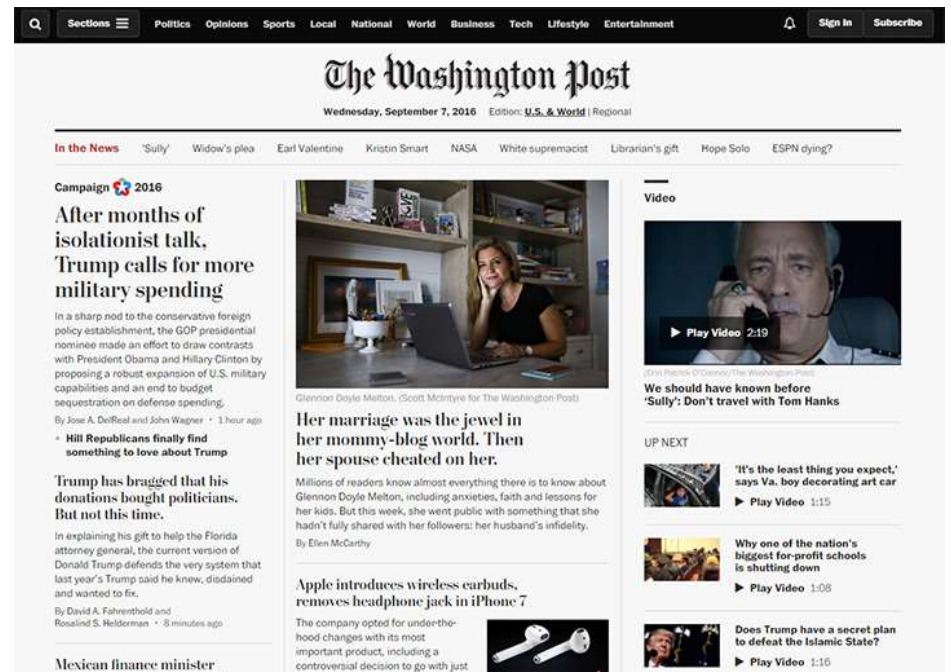 Sections
Politics Opinions Sports Local National World Business Tech Lifestyle Entertainment
Sign In Subscribe
The Washington Post
Wednesday, September 7, 2016 Edition: U.S. & World | Regional
In the News 'Sully' Widow's plea Earl Valentine Kristin Smart NASA White supremacist Librarian's gift Hope Solo ESPN dying?
Campaign 2016
After months of
isolationist talk,
Trump calls for more
military spending
In a sharp nod to the conservative foreign
policy establishment, the GOP presidential
nominee made an effort to draw contrasts
with President Obama and Hillary Clinton by
proposing a robust expansion of U.S. military
capabilities and an end to budget
sequestration on defense spending.
By Jose A. DelReal and John Wagner • 1 hour ago
• Hill Republicans finally find
something to love about Trump
Trump has bragged that his
donations bought politicians.
But not this time.
In explaining his gift to help the Florida
attorney general, the current version of
Donald Trump defends the very system that
last year's Trump said he knew, disdained
and wanted to fix.
By David A. Fahrenthold and
Rosalind S. Helderman • 8 minutes ago
Mexican finance minister
LOVE
Glennon Doyle Melton. (Scott McIntyre for The Washington Post)
Her marriage was the jewel in
her mommy-blog world. Then
her spouse cheated on her.
Millions of readers know almost everything there is to know about
Glennon Doyle Melton, including anxieties, faith and lessons for
her kids. But this week, she went public with something that she
hadn't fully shared with her followers: her husband's infidelity.
By Ellen McCarthy
Apple introduces wireless earbuds,
removes headphone jack in iPhone 7
The company opted for under-the-
hood changes with its most
important product, including a
controversial decision to go with just
Video
Play Video 2:19
(Erin Patrick O'Connor/The Washington Post)
We should have known before
'Sully': Don't travel with Tom Hanks
UP NEXT
'It's the least thing you expect,'
says Va. boy decorating art car
Play Video 1:15
Why one of the nation's
biggest for-profit schools
is shutting down
Play Video 1:08
Does Trump have a secret plan
to defeat the Islamic State?
Play Video 1:16